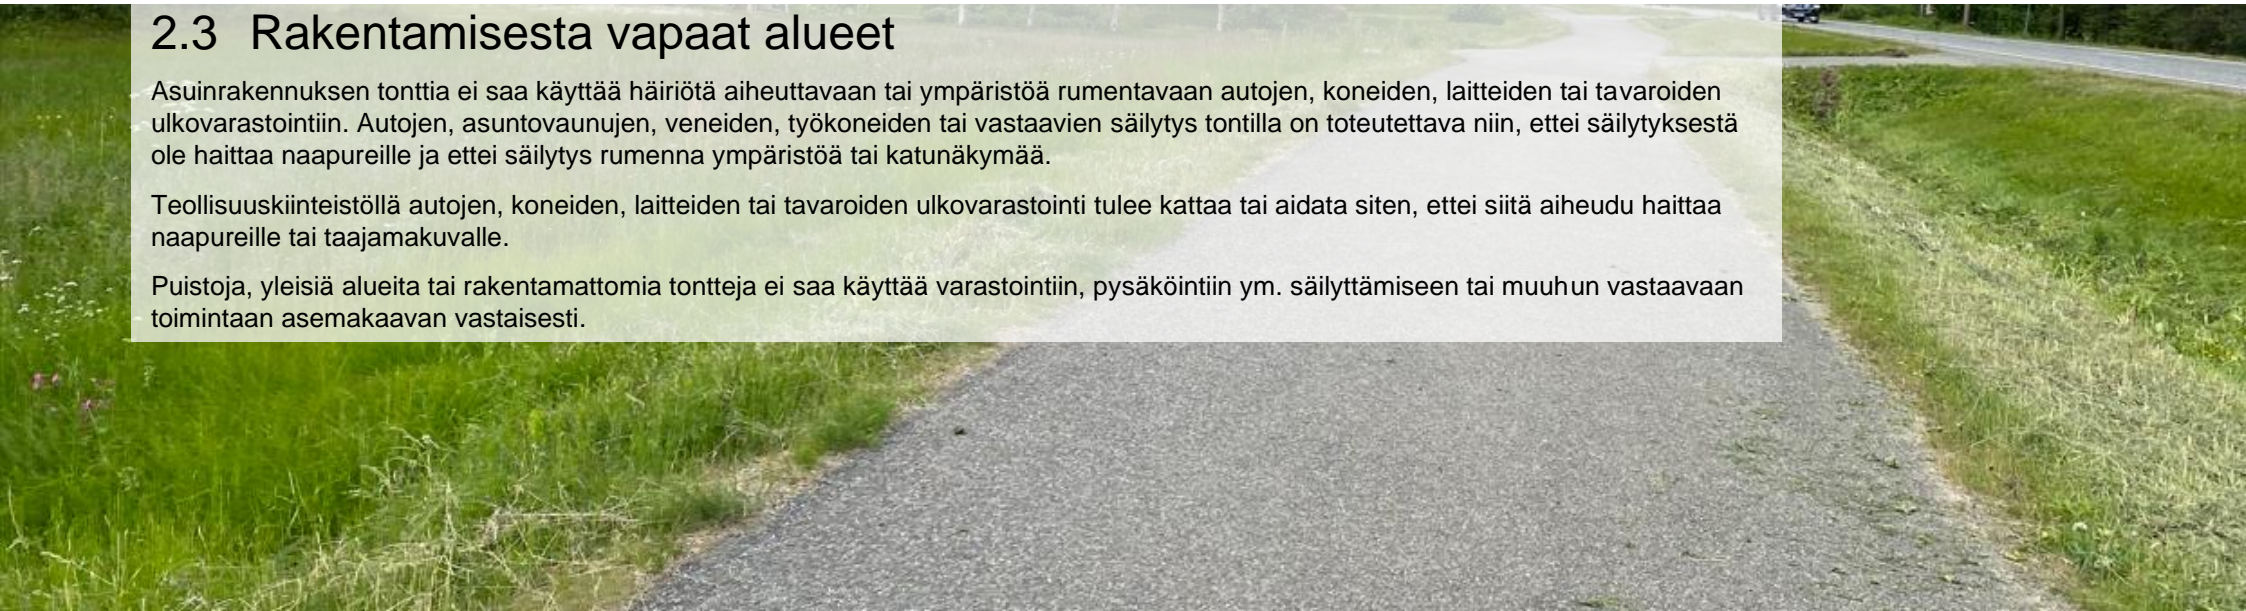 2.3 Rakentamisesta vapaat alueet
Asuinrakennuksen tonttia ei saa käyttää häiriötä aiheuttavaan tai ympäristöä rumentavaan autojen, koneiden, laitteiden tai tavaroiden
ulkovarastointiin. Autojen, asuntovaunujen, veneiden, työkoneiden tai vastaavien säilytys tontilla on toteutettava niin, ettei säilytyksestä
ole haittaa naapureille ja ettei säilytys rumenna ympäristöä tai katunäkymää.
Teollisuuskiinteistöllä autojen, koneiden, laitteiden tai tavaroiden ulkovarastointi tulee kattaa tai aidata siten, ettei siitä aiheudu haittaa
naapureille tai taajamakuvalle.
Puistoja, yleisiä alueita tai rakentamattomia tontteja ei saa käyttää varastointiin, pysäköintiin ym. säilyttämiseen tai muuhun vastaavaan
toimintaan asemakaavan vastaisesti.